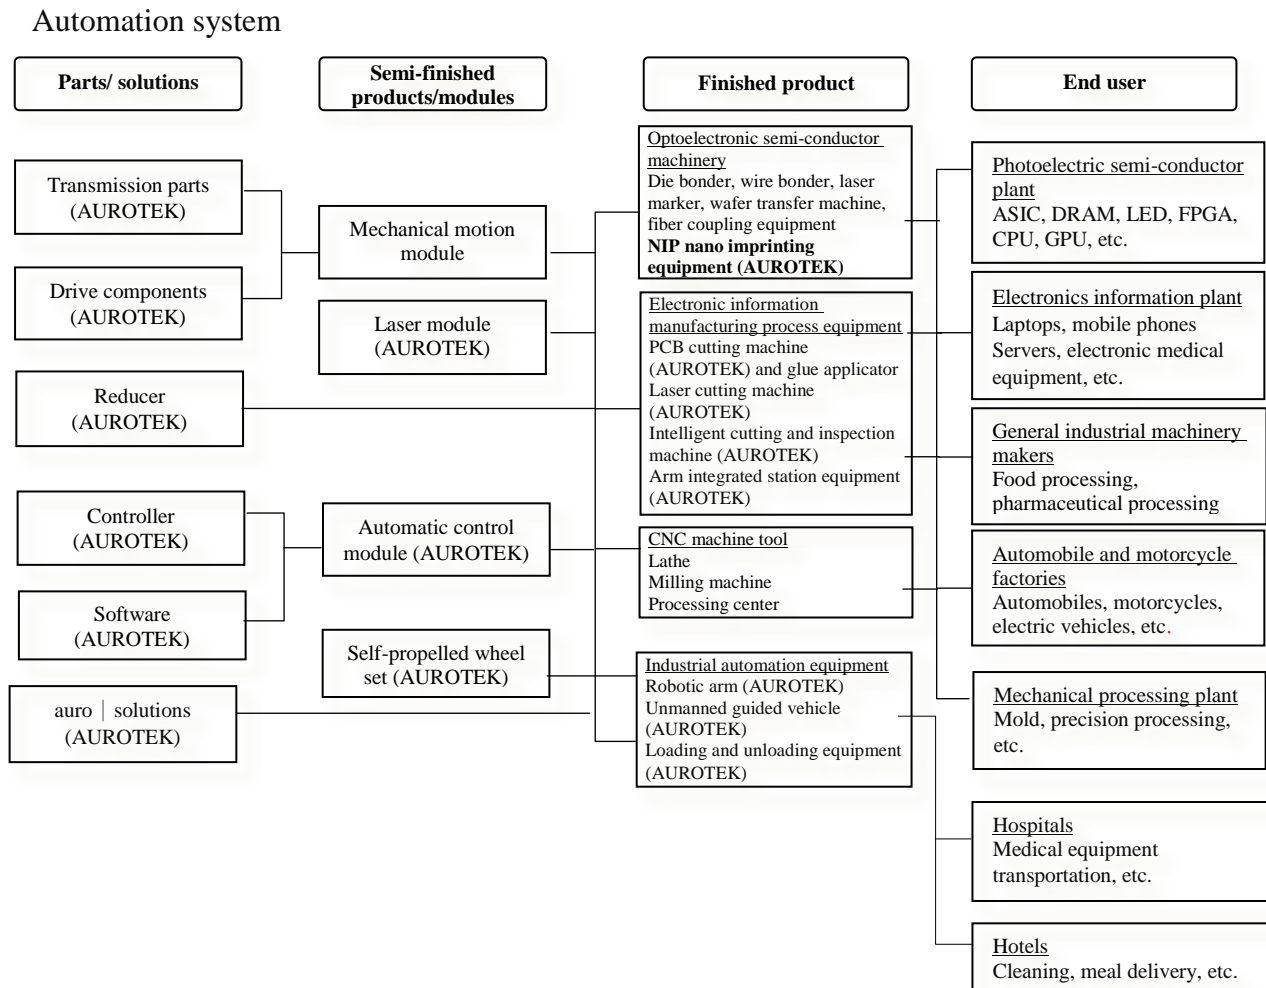 Automation system
Parts/ solutions
Semi-finished
products/modules
Finished product
End user
Transmission parts
(AUROTEK)
Drive components
(AUROTEK)
Reducer
(AUROTEK)
Controller
(AUROTEK)
Software
(AUROTEK)
auro｜solutions
(AUROTEK)
Mechanical motion
module
Laser module
(AUROTEK)
Automatic control
module (AUROTEK)
Self-propelled wheel
set (AUROTEK)
Optoelectronic semi-conductor
machinery
Die bonder, wire bonder, laser
marker, wafer transfer machine,
fiber coupling equipment
NIP nano imprinting
equipment (AUROTEK)
Electronic information
manufacturing process equipment
PCB cutting machine
(AUROTEK) and glue applicator
Laser cutting machine
(AUROTEK)
Intelligent cutting and inspection
machine (AUROTEK)
Arm integrated station equipment
(AUROTEK)
CNC machine tool
Lathe
Milling machine
Processing center
Industrial automation equipment
Robotic arm (AUROTEK)
Unmanned guided vehicle
(AUROTEK)
Loading and unloading equipment
(AUROTEK)
Photoelectric semi-conductor
plant
ASIC, DRAM, LED, FPGA,
CPU, GPU, etc.
Electronics information plant
Laptops, mobile phones
Servers, electronic medical
equipment, etc.
General industrial machinery
makers
Food processing,
pharmaceutical processing
Automobile and motorcycle
factories
Automobiles, motorcycles,
electric vehicles, etc.
Mechanical processing plant
Mold, precision processing,
etc.
Hospitals
Medical equipment
transportation, etc.
Hotels
Cleaning, meal delivery, etc.